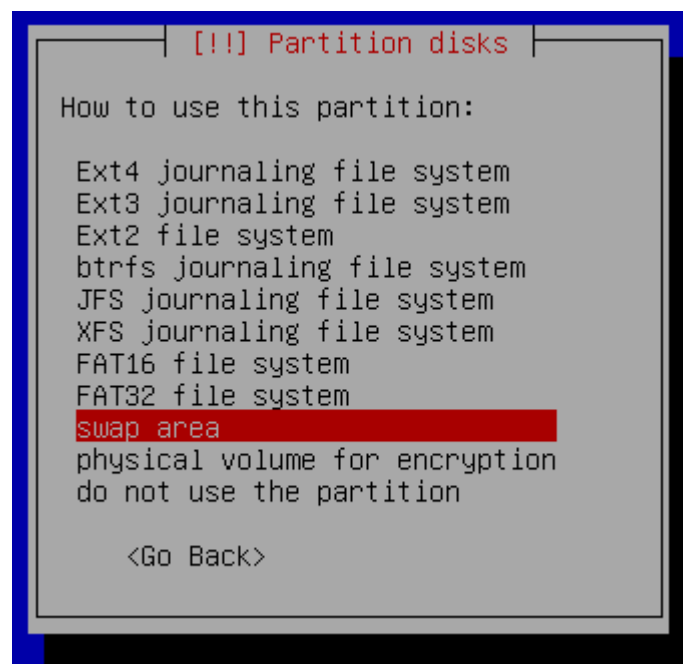 [!!] Partition disks
How to use this partition:
Ext4 journaling file system
Ext3 journaling file system
Ext2 file system
btrfs journaling file system
JFS journaling file system
XFS journaling file system
FAT16 file system
FAT32 file system
swap area
physical volume for encryption
do not use the partition
<Go Back>